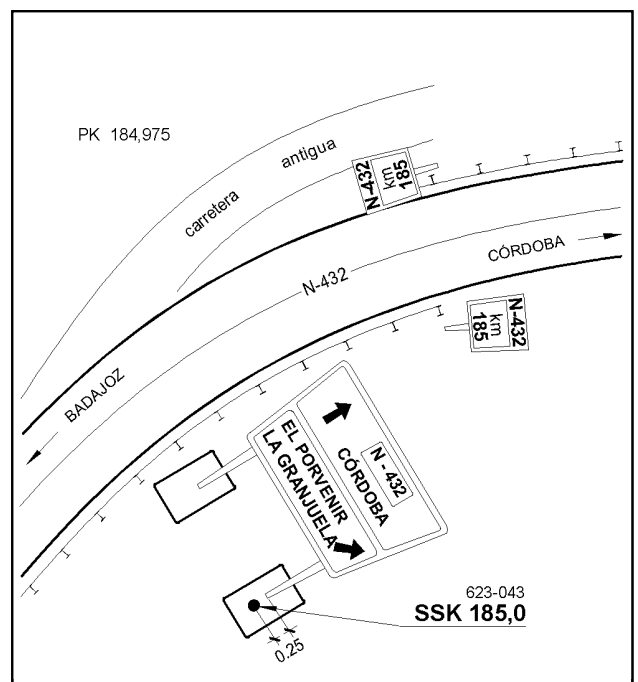 PK 184,975
carretera antigua
N-432
km
185
N-432
CÓRDOBA
N-432
km
185
BADAJOZ
CÓRDOBA
N - 432
EL PORVENIR
LA GRANJUELA
623-043
SSK 185,0
0.25